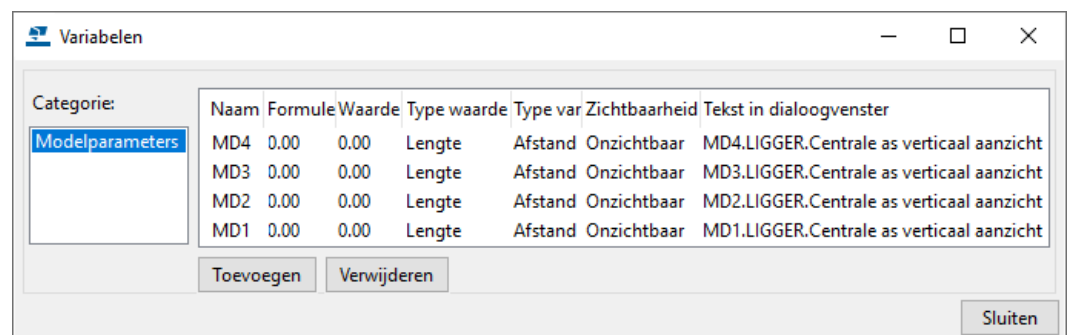 Variabelen
Categorie:
Modelparameters
Naam Formule Waarde Type waarde Type var Zichtbaarheid Tekst in dialoogvenster
MD4 0.00 0.00 Lengte Afstand Onzichtbaar MD4.LIGGER.Centrale as verticaal aanzicht
MD3 0.00 0.00 Lengte Afstand Onzichtbaar MD3.LIGGER.Centrale as verticaal aanzicht
MD2 0.00 0.00 Lengte Afstand Onzichtbaar MD2.LIGGER.Centrale as verticaal aanzicht
MD1 0.00 0.00 Lengte Afstand Onzichtbaar MD1.LIGGER.Centrale as verticaal aanzicht
Toevoegen Verwijderen
Sluiten